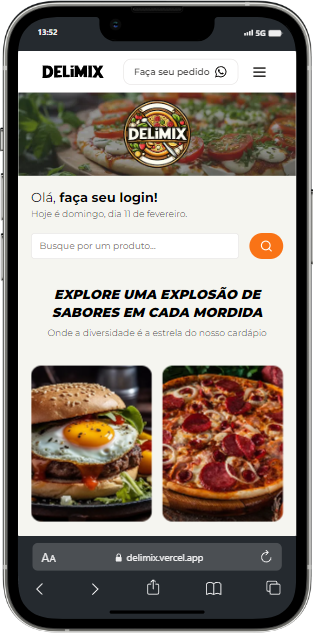 13:52
5G
DELiMIX
Faça seu pedido
DELiMIX
Olá, faça seu login!
Hoje é domingo, dia 11 de fevereiro.
Busque por um produto...
EXPLORE UMA EXPLOSÃO DE
SABORES EM CADA MORDIDA
Onde a diversidade é a estrela do nosso cardápio
AA
delimix.vercel.app